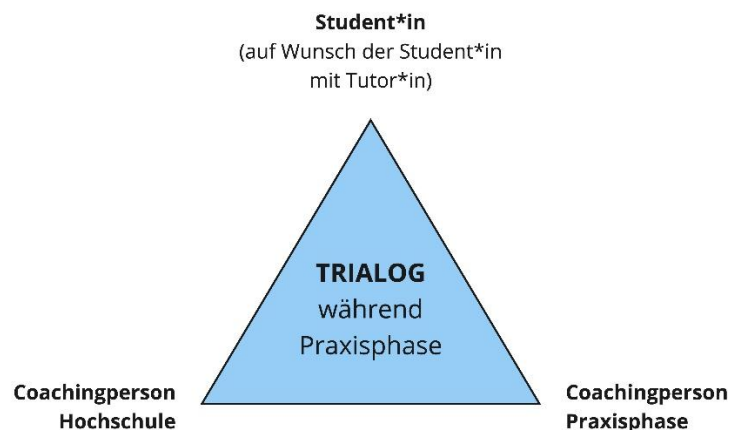 Student*in
(auf Wunsch der Student*in
mit Tutor*in)
TRIALOG
während
Praxisphase
Coachingperson
Hochschule
Coachingperson
Praxisphase